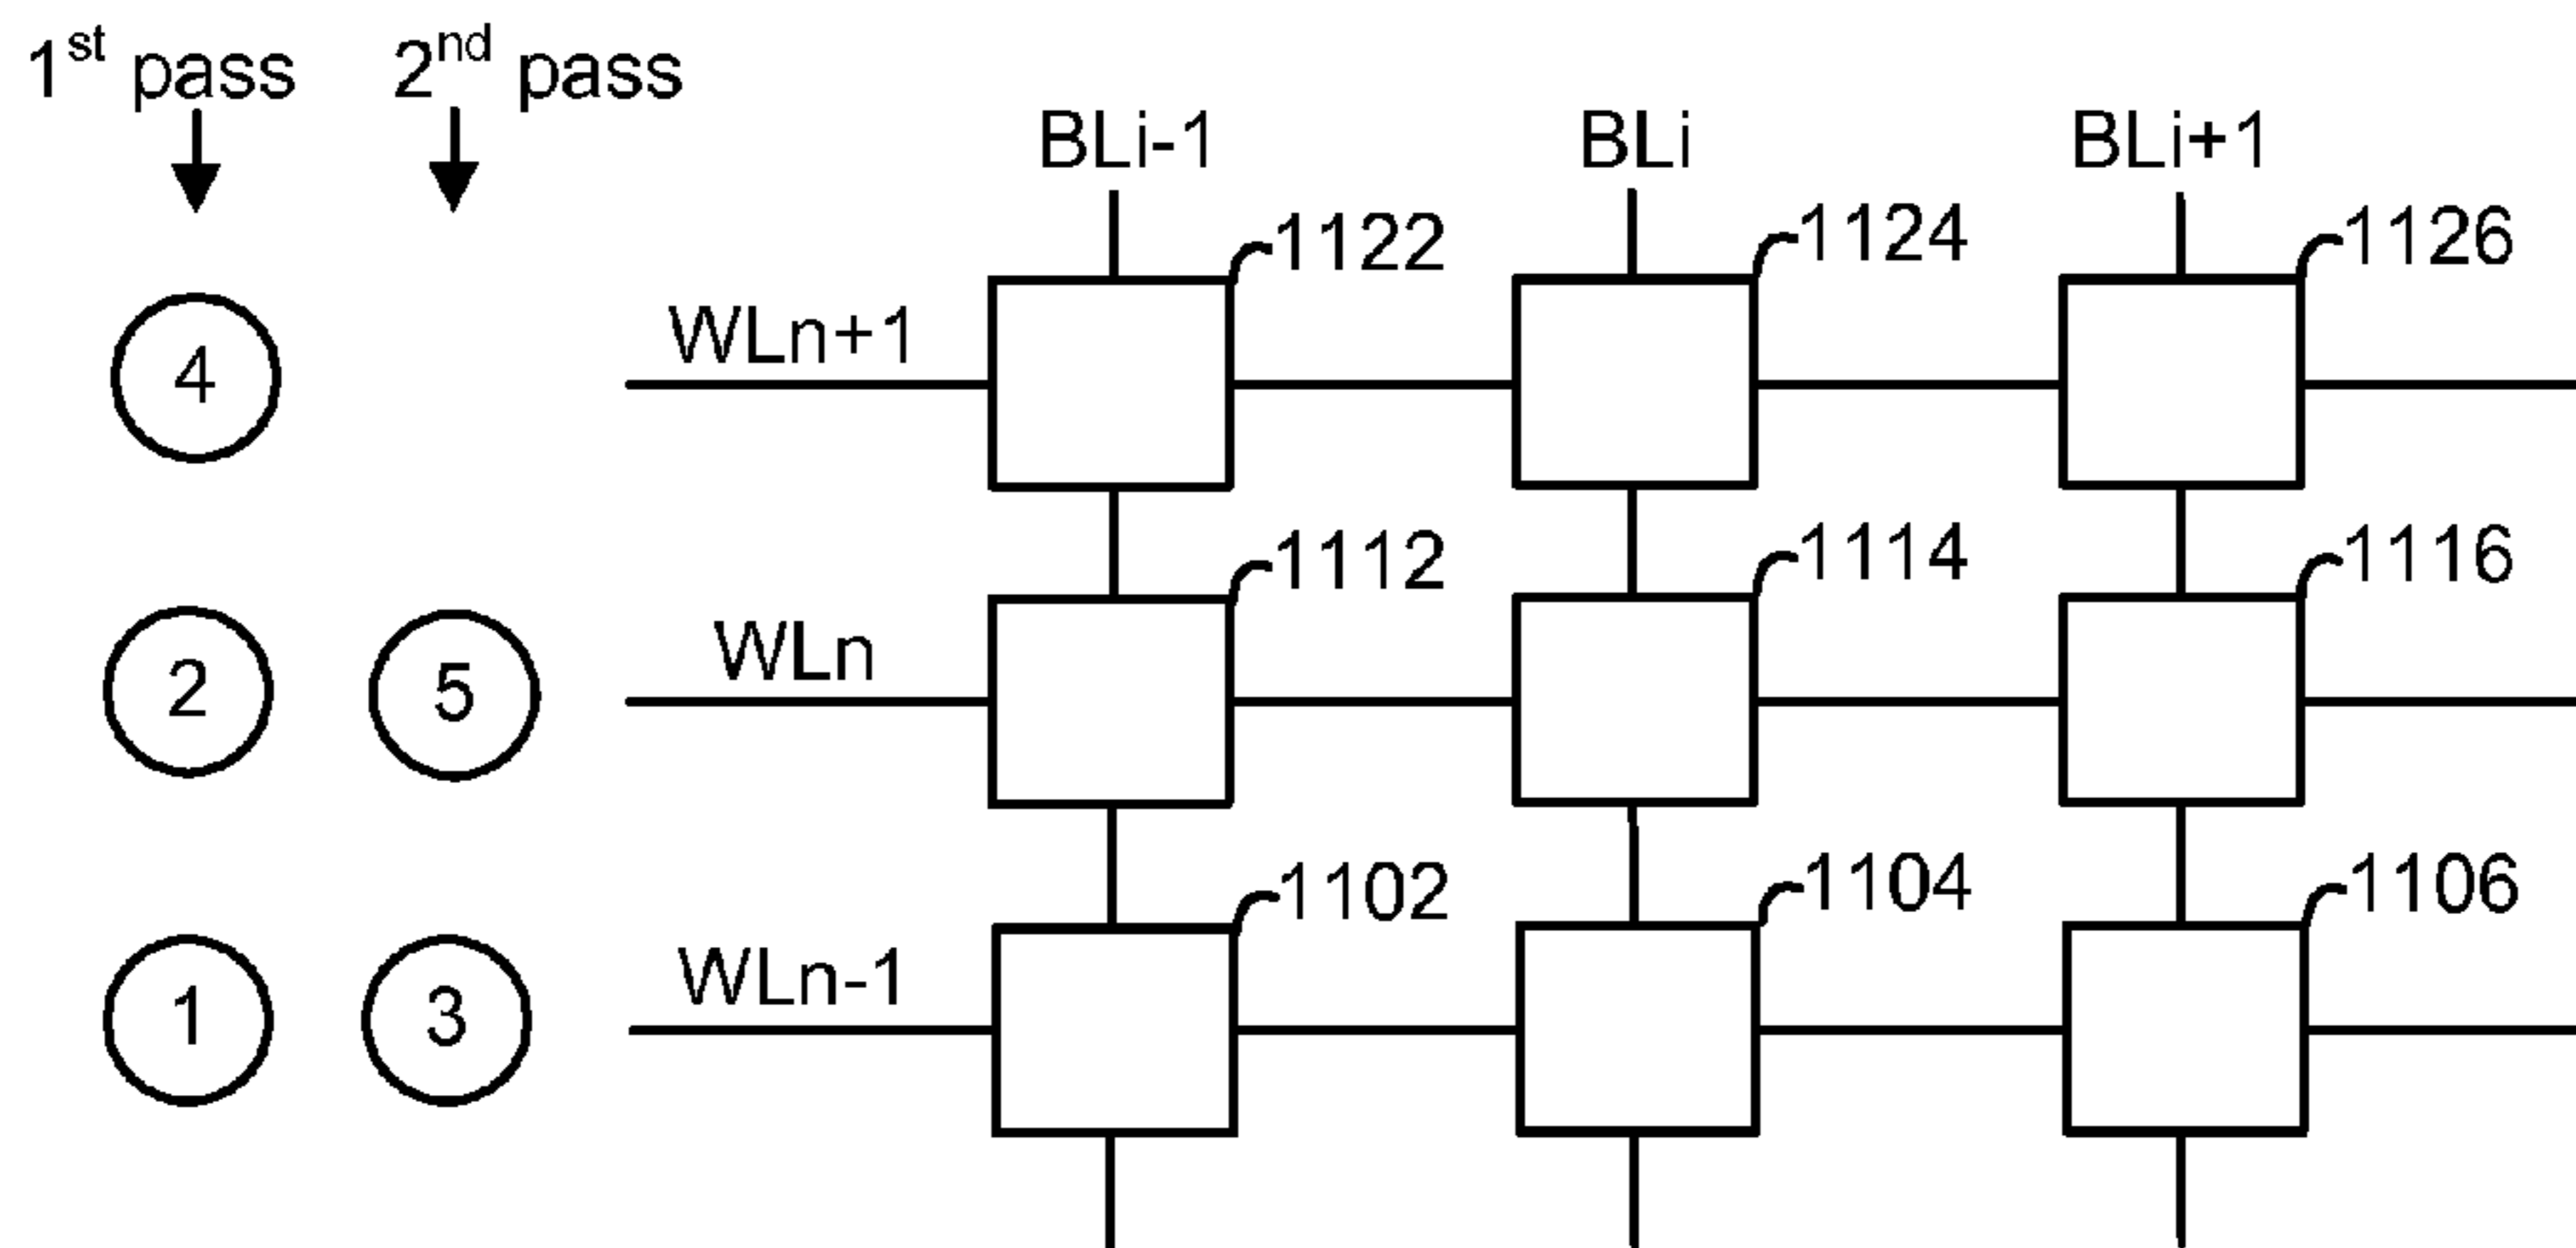 1st pass 2nd pass
BLi-1 BLi BLi+1
1122 1124 1126
4 WLn+1
1112 1114 1116
2 5 WLn
1102 1104 1106
1 3 WLn-1